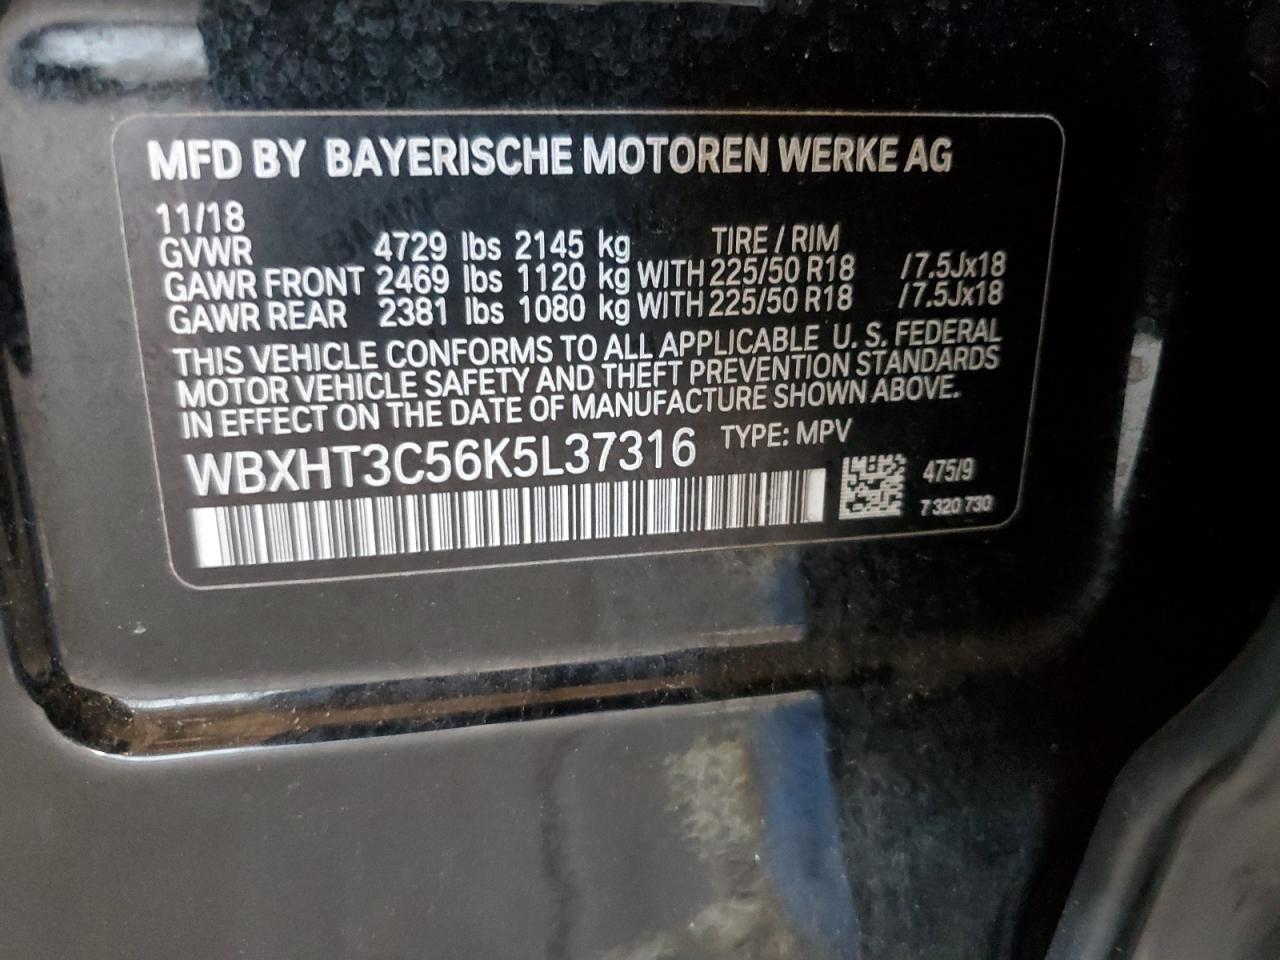 MFD BY BAYERISCHE MOTOREN WERKE AG
11/18
GVWR 4729 lbs 2145 kg TIRE / RIM
GAWR FRONT 2469 lbs 1120 kg WITH 225/50 R18 /7.5Jx18
GAWR REAR 2381 lbs 1080 kg WITH 225/50 R18 /7.5Jx18
THIS VEHICLE CONFORMS TO ALL APPLICABLE U. S. FEDERAL
MOTOR VEHICLE SAFETY AND THEFT PREVENTION STANDARDS
IN EFFECT ON THE DATE OF MANUFACTURE SHOWN ABOVE.
WBXHT3C56K5L37316 TYPE: MPV
475/9
7 320 730